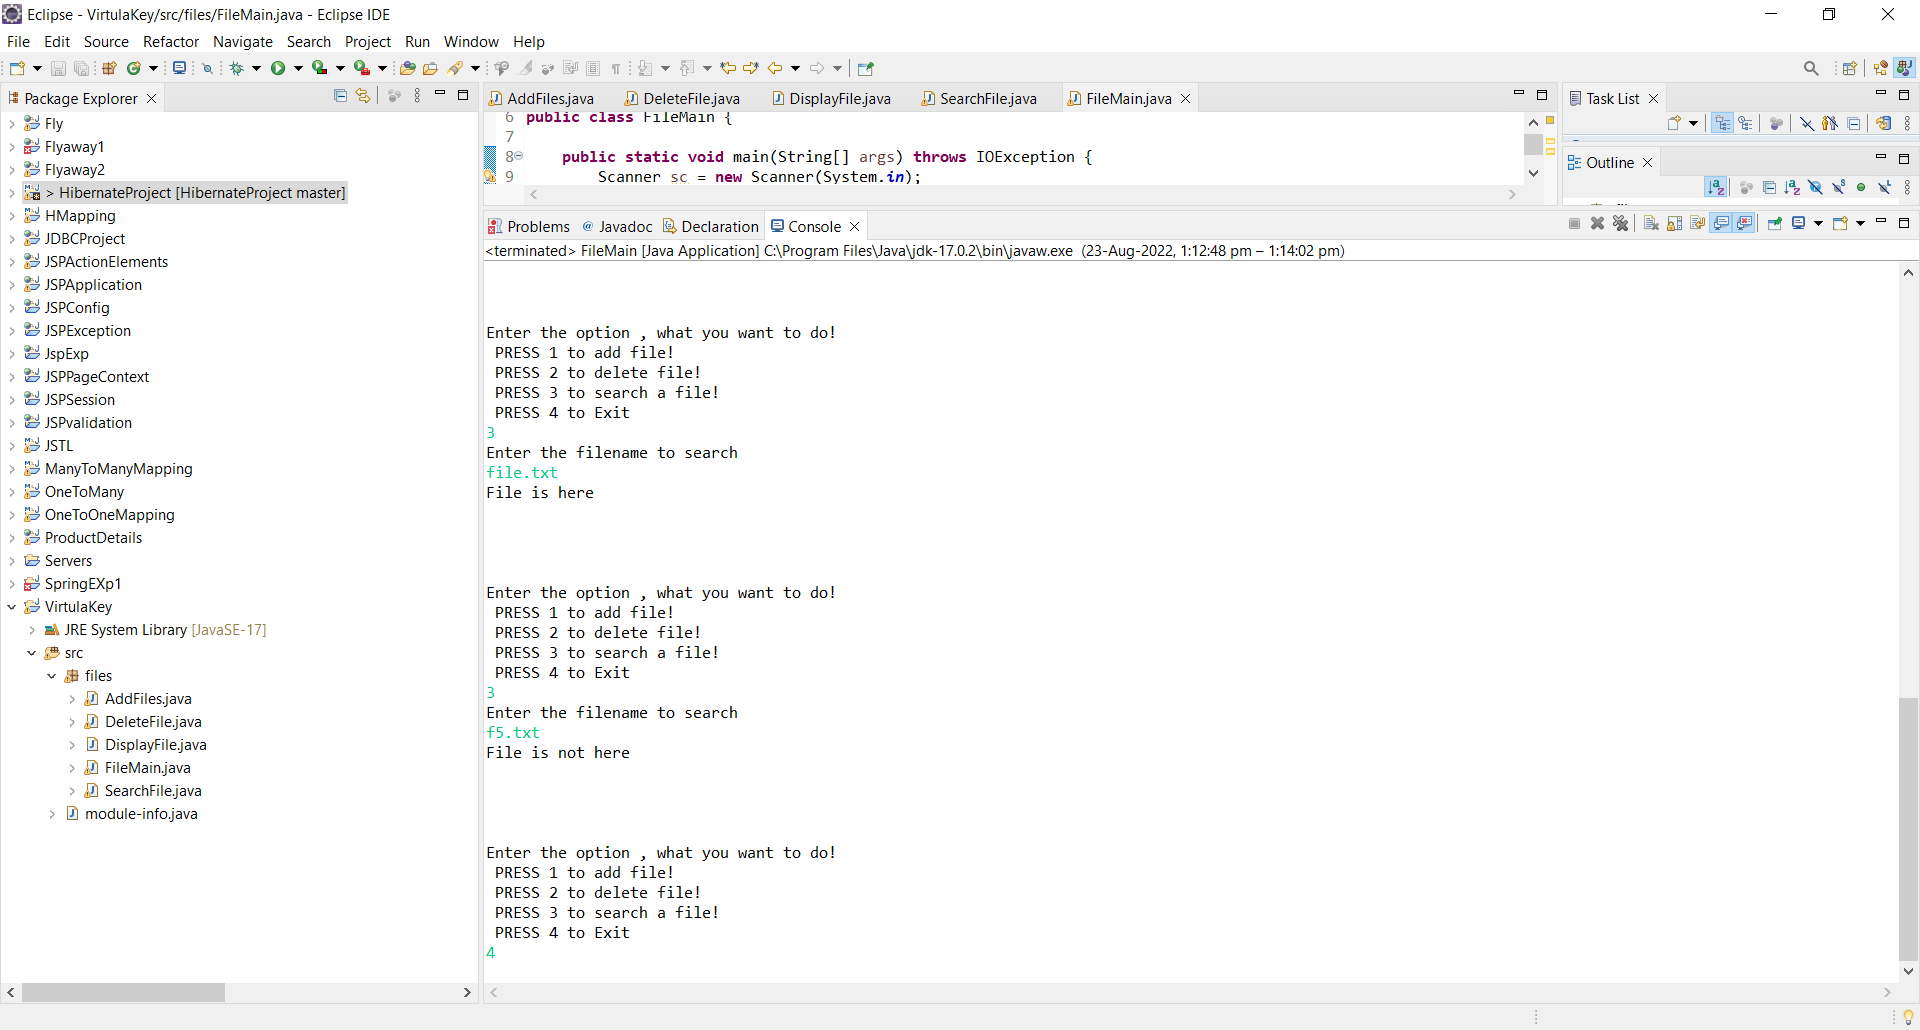 Eclipse - VirtulaKey/src/files/FileMain.java - Eclipse IDE
File Edit Source Refactor Navigate Search Project Run Window Help
Package Explorer
Fly
Flyaway1
Flyaway2
> HibernateProject [HibernateProject master]
HMapping
JDBCProject
JSPActionElements
JSPApplication
JSPConfig
JSPException
JspExp
JSPPageContext
JSPSession
JSPvalidation
JSTL
ManyToManyMapping
OneToMany
OneToOneMapping
ProductDetails
Servers
SpringEXp1
VirtulaKey
JRE System Library [JavaSE-17]
src
files
AddFiles.java
DeleteFile.java
DisplayFile.java
FileMain.java
SearchFile.java
module-info.java
AddFiles.java DeleteFile.java DisplayFile.java SearchFile.java FileMain.java
6 public class FileMain {
7
8 public static void main(String[] args) throws IOException {
9 Scanner sc = new Scanner(System.in);
Problems @ Javadoc Declaration Console
<terminated> FileMain [Java Application] C:\Program Files\Java\jdk-17.0.2\bin\javaw.exe (23-Aug-2022, 1:12:48 pm – 1:14:02 pm)
Enter the option , what you want to do!
PRESS 1 to add file!
PRESS 2 to delete file!
PRESS 3 to search a file!
PRESS 4 to Exit
3
Enter the filename to search
file.txt
File is here
Enter the option , what you want to do!
PRESS 1 to add file!
PRESS 2 to delete file!
PRESS 3 to search a file!
PRESS 4 to Exit
3
Enter the filename to search
f5.txt
File is not here
Enter the option , what you want to do!
PRESS 1 to add file!
PRESS 2 to delete file!
PRESS 3 to search a file!
PRESS 4 to Exit
4
Task List
Outline